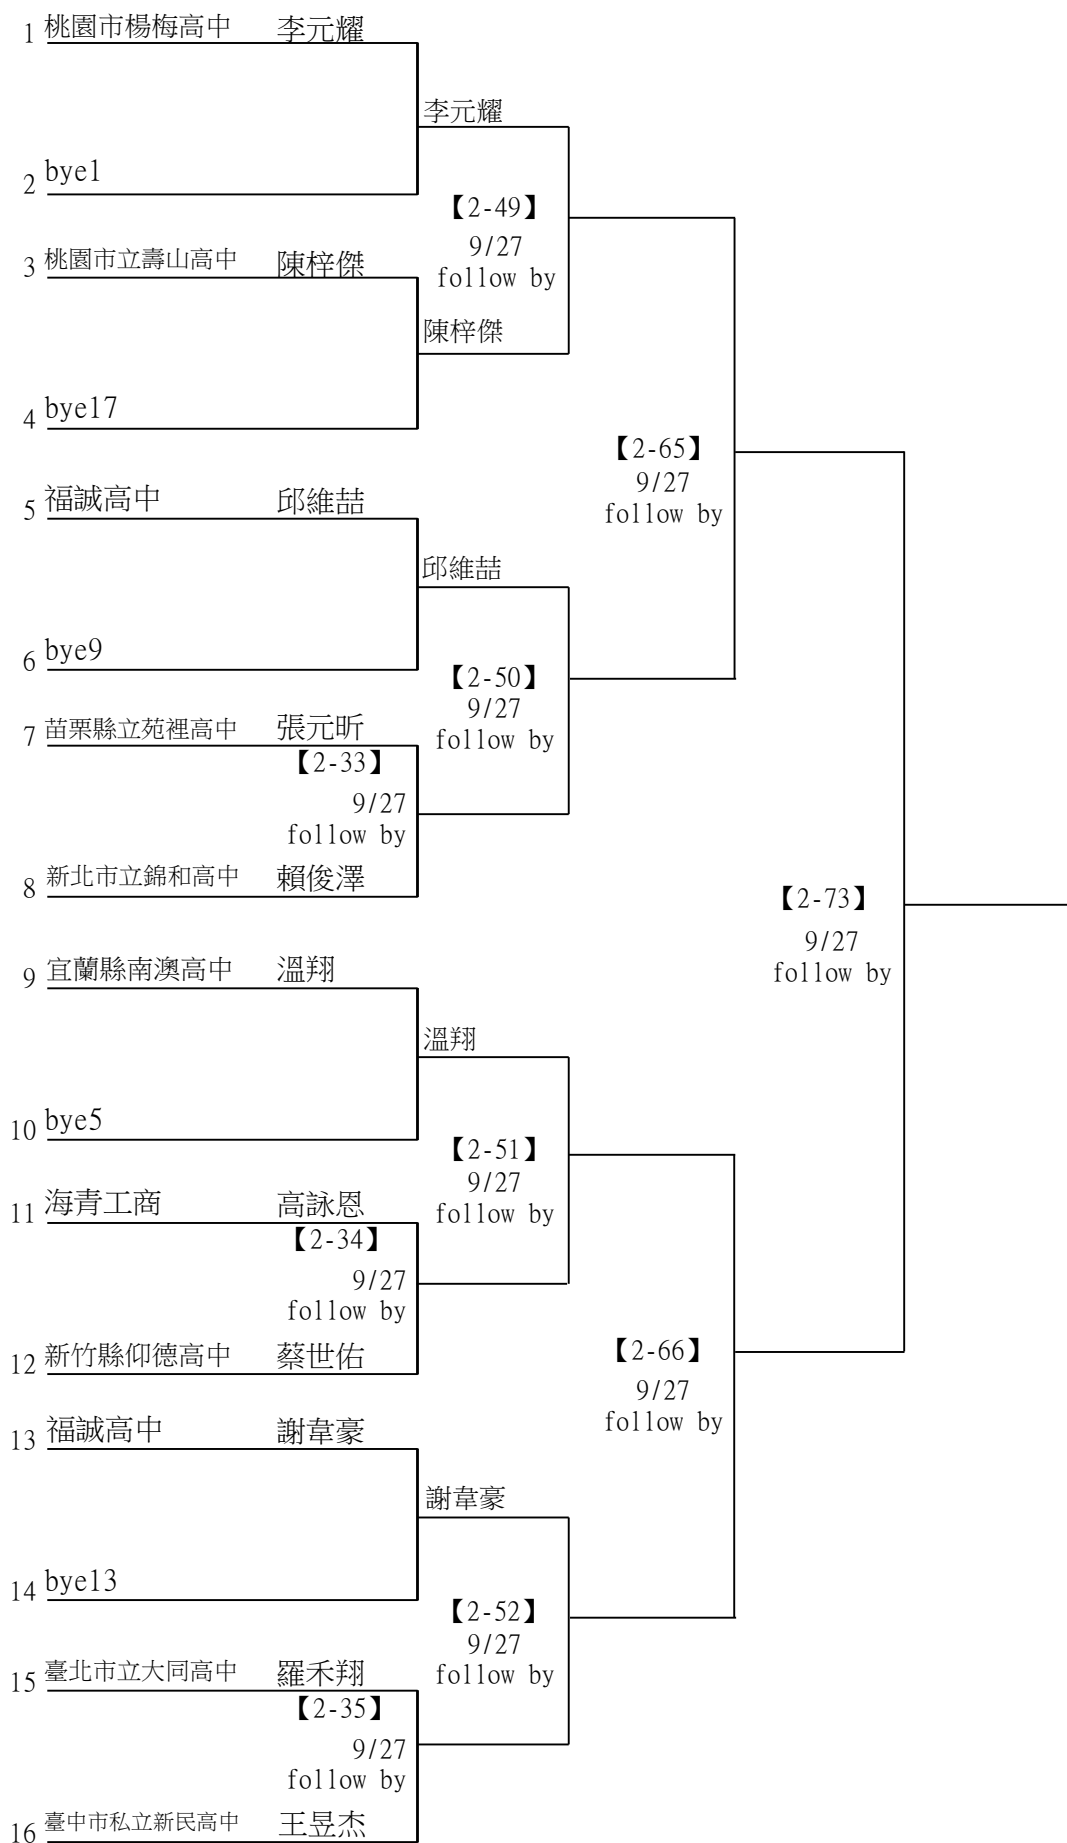 1 桃園市楊梅高中 李元耀
李元耀
2 bye1
【2-49】
9/27
follow by
3 桃園市立壽山高中 陳梓傑
陳梓傑
4 bye17
【2-65】
9/27
follow by
5 福誠高中 邱維喆
邱維喆
6 bye9
【2-50】
9/27
follow by
7 苗栗縣立苑裡高中 張元昕
【2-33】
9/27
follow by
8 新北市立錦和高中 賴俊澤
【2-73】
9/27
follow by
9 宜蘭縣南澳高中 溫翔
溫翔
10 bye5
【2-51】
9/27
follow by
11 海青工商 高詠恩
【2-34】
9/27
follow by
12 新竹縣仰德高中 蔡世佑
【2-66】
9/27
follow by
13 福誠高中 謝韋豪
謝韋豪
14 bye13
【2-52】
9/27
follow by
15 臺北市立大同高中 羅禾翔
【2-35】
9/27
follow by
16 臺中市私立新民高中 王昱杰